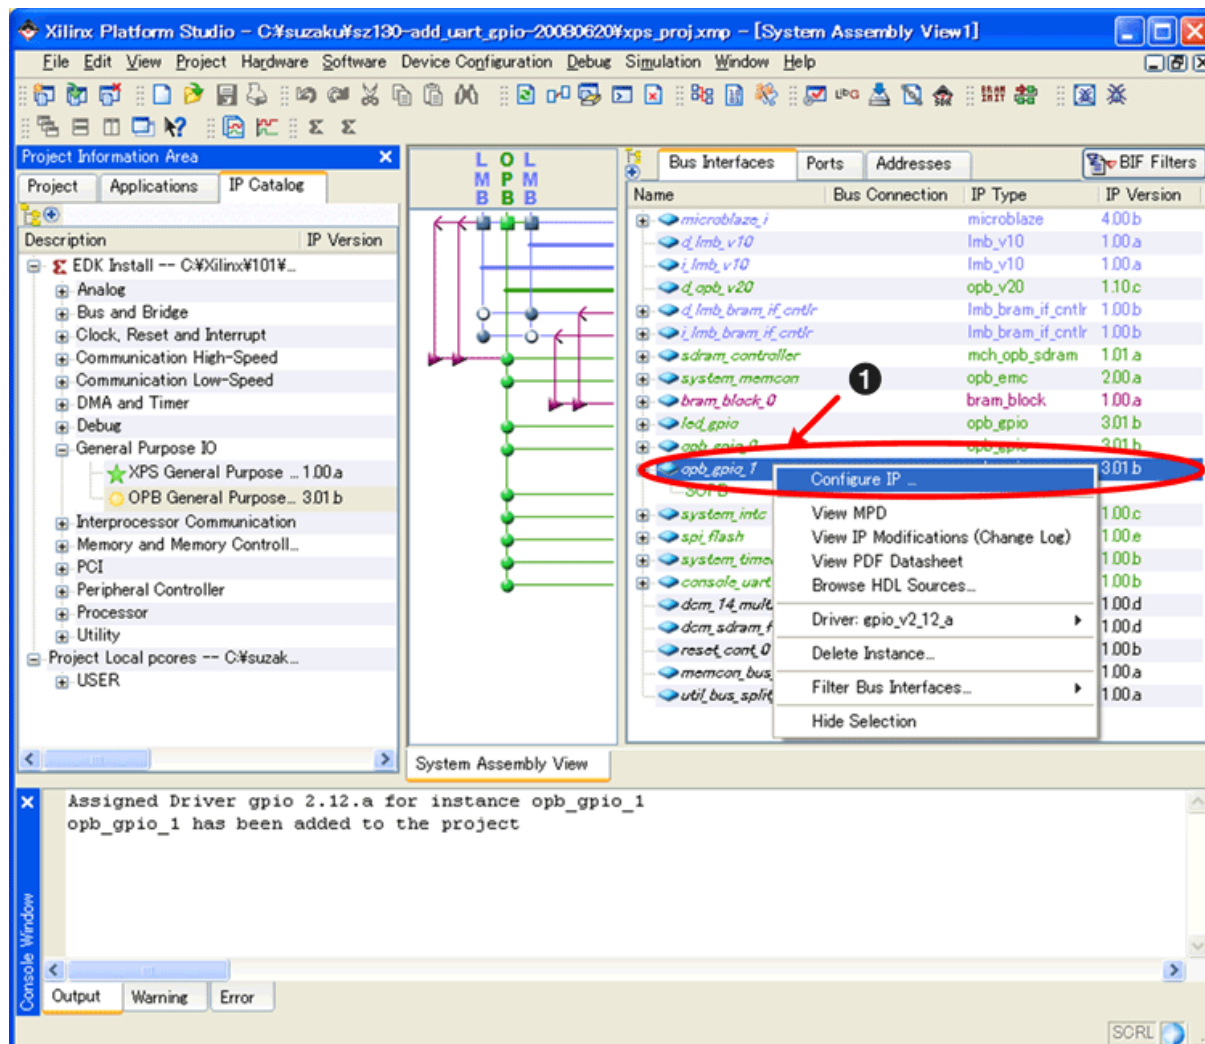 Xilinx Platform Studio - C:¥suzaku¥sz130-add_uart_gpio-20080620¥xps_proj.xmp - [System Assembly View1]
File Edit View Project Hardware Software Device Configuration Debug Simulation Window Help
Project Information Area
Project Applications IP Catalog
Description IP Version
EDK Install -- C:¥Xilinx¥101¥...
Analog
Bus and Bridge
Clock, Reset and Interrupt
Communication High-Speed
Communication Low-Speed
DMA and Timer
Debug
General Purpose IO
XPS General Purpose ... 1.00.a
OPB General Purpose... 3.01.b
Interprocessor Communication
Memory and Memory Controll...
PCI
Peripheral Controller
Processor
Utility
Project Local pcores -- C:¥suzak...
USER
L O L
M P M
B B B
Bus Interfaces Ports Addresses BIF Filters
Name Bus Connection IP Type IP Version
microblaze_i microblaze 4.00.b
d_lmb_v10 lmb_v10 1.00.a
i_lmb_v10 lmb_v10 1.00.a
d_opb_v20 opb_v20 1.10.c
d_lmb_bram_if_cntlr lmb_bram_if_cntlr 1.00.b
i_lmb_bram_if_cntlr lmb_bram_if_cntlr 1.00.b
sdram_controller mch_opb_sdram 1.01.a
system_memcon opb_emc 2.00.a
1
bram_block_0 bram_block 1.00.a
led_gpio opb_gpio 3.01.b
opb_gpio_0 opb_gpio 3.01.b
opb_gpio_1 3.01.b
SOPB
system_intc 1.00.c
spi_flash 1.00.e
system_time 1.00.b
console_uart 1.00.b
dcm_14_mult 1.00.d
dcm_sdram_f 1.00.d
reset_cont_0 1.00.b
memcon_bus_ 1.00.a
util_bus_split_ 1.00.a
Configure IP ...
View MPD
View IP Modifications (Change Log)
View PDF Datasheet
Browse HDL Sources...
Driver: gpio_v2_12_a
Delete Instance...
Filter Bus Interfaces...
Hide Selection
System Assembly View
Assigned Driver gpio 2.12.a for instance opb_gpio_1
opb_gpio_1 has been added to the project
Console Window
Output Warning Error
SCRL